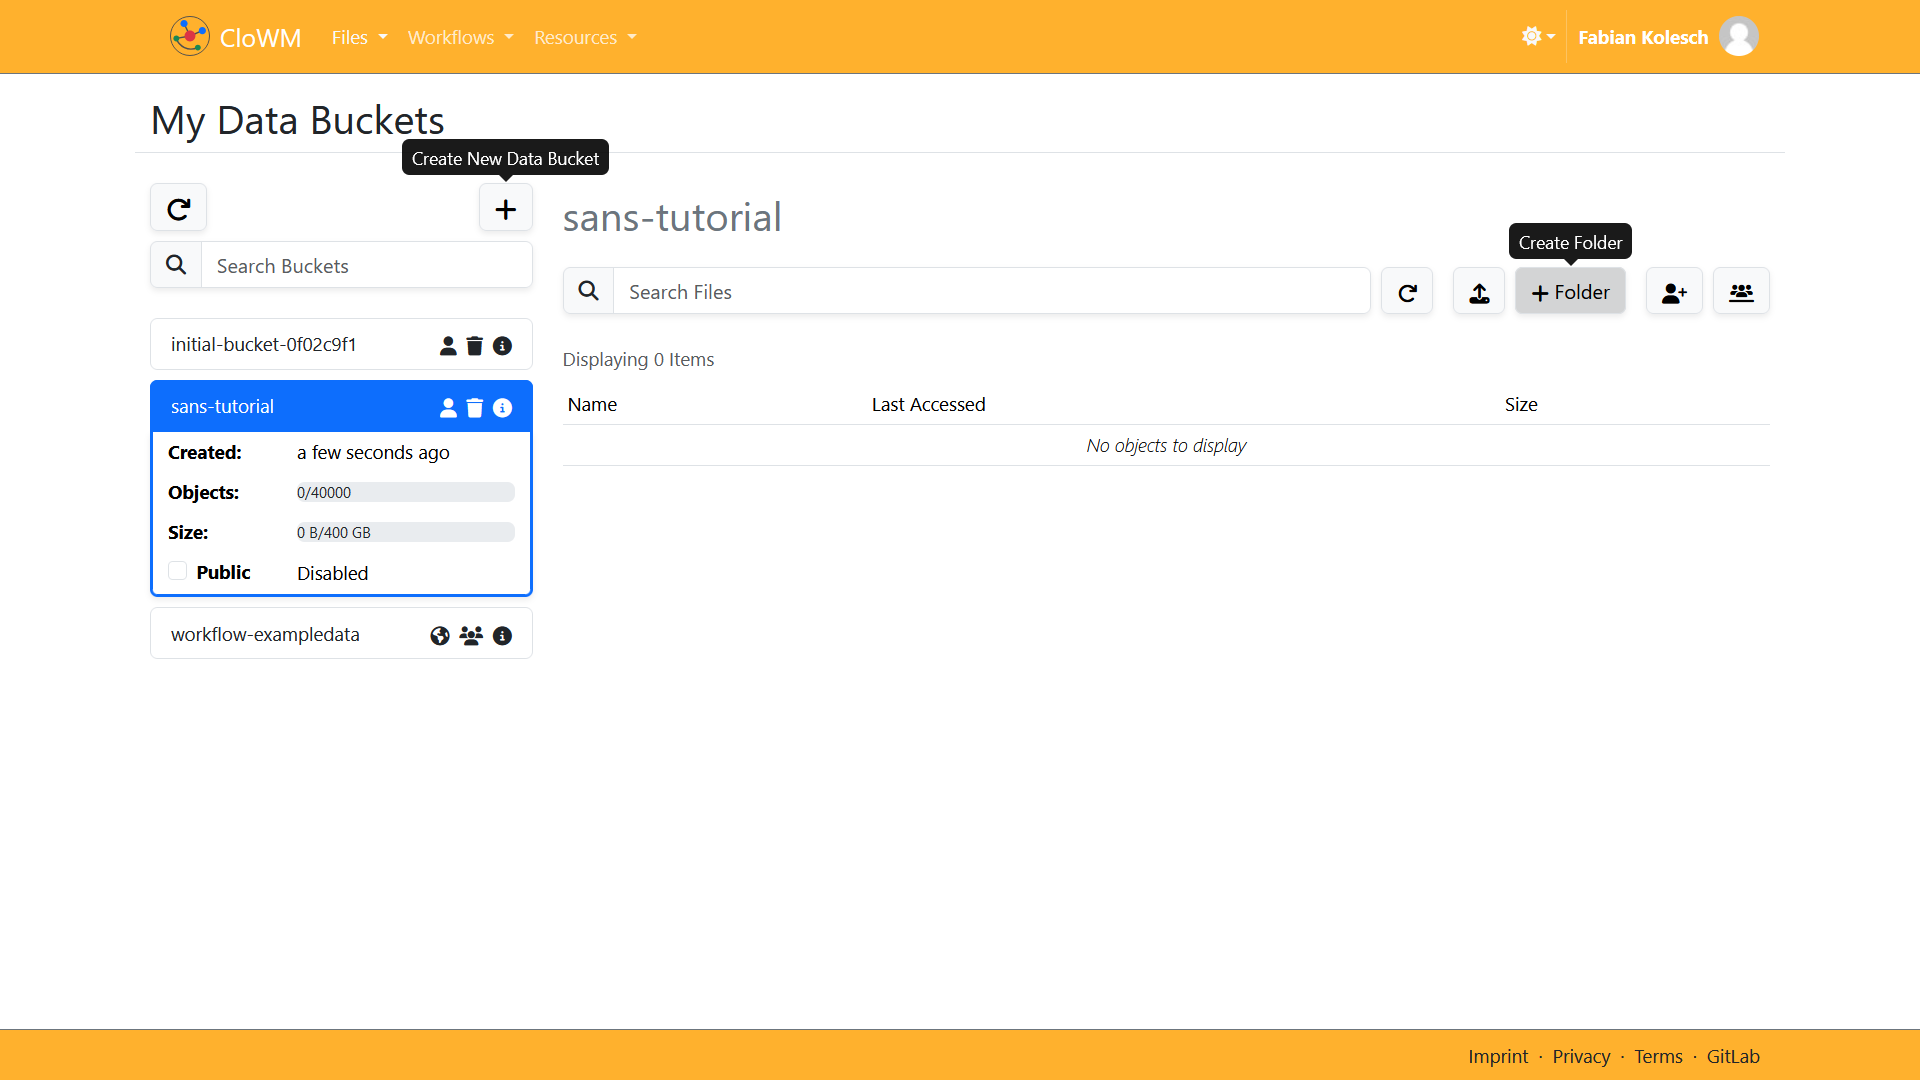 CloWM Files Workflows Resources Fabian Kolesch
My Data Buckets
Create New Data Bucket
Search Buckets
initial-bucket-0f02c9f1
sans-tutorial
Created: a few seconds ago
Objects: 0/40000
Size: 0 B/400 GB
Public Disabled
workflow-exampledata
sans-tutorial
Create Folder
Search Files
Folder
Displaying 0 Items
Name Last Accessed Size
No objects to display
Imprint · Privacy · Terms · GitLab